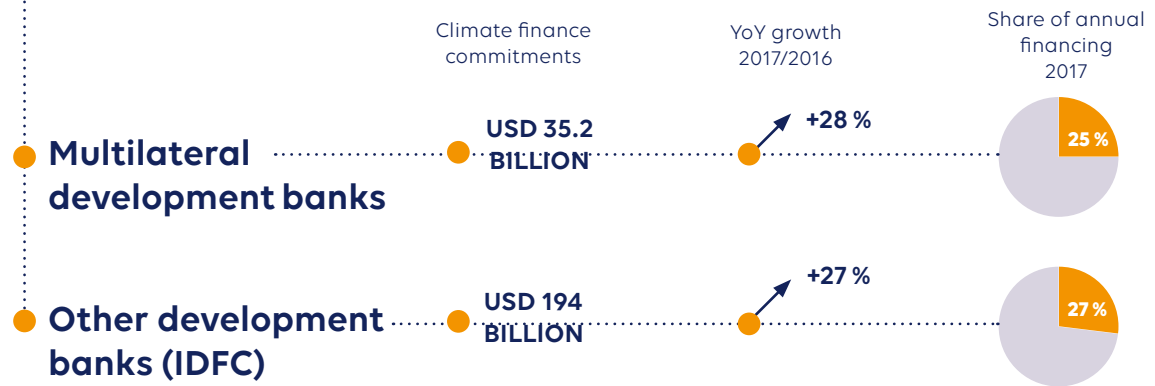 Climate finance
commitments
YoY growth
2017/2016
Share of annual
financing
2017
Multilateral
development banks
USD 35.2
BILLION
+28 %
25 %
Other development
banks (IDFC)
USD 194
BILLION
+27 %
27 %